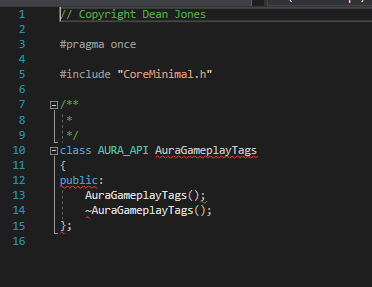 1 // Copyright Dean Jones
2
3 #pragma once
4
5 #include "CoreMinimal.h"
6
7 /**
8  *
9  */
10 class AURA_API AuraGameplayTags
11 {
12 public:
13     AuraGameplayTags();
14     ~AuraGameplayTags();
15 };
16